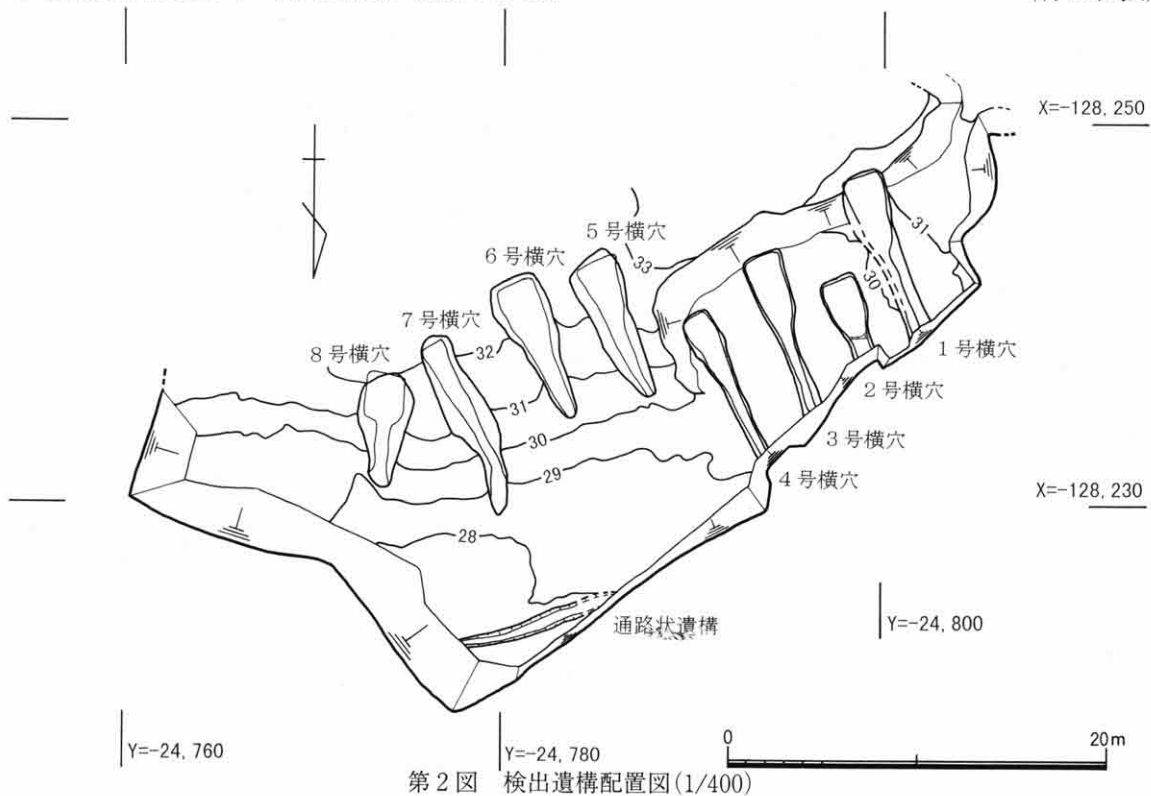 X=-128, 250
31
5号横穴
33
6号横穴
30
7号横穴
32
8号横穴
1号横穴
2号横穴
31
30
3号横穴
29
4号横穴
X=-128, 230
28
通路状遺構
Y=-24, 800
Y=-24, 760
Y=-24, 780
0
20m
第2図 検出遺構配置図(1/400)